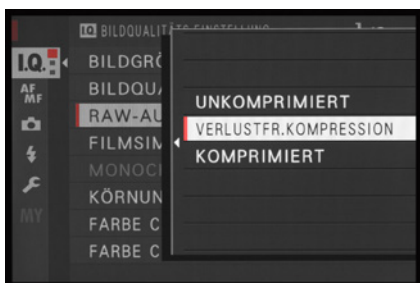 I.Q. BILDQUALITÄTS-EINSTELLUNG
I.Q.
BILDGRÖ
AF
MF
BILDQUA
RAW-AU
UNKOMPRIMIERT
VERLUSTFR.KOMPRESSION
FILMSIM
KOMPRIMIERT
MONOC
KÖRNUN
MY
FARBE C
FARBE C